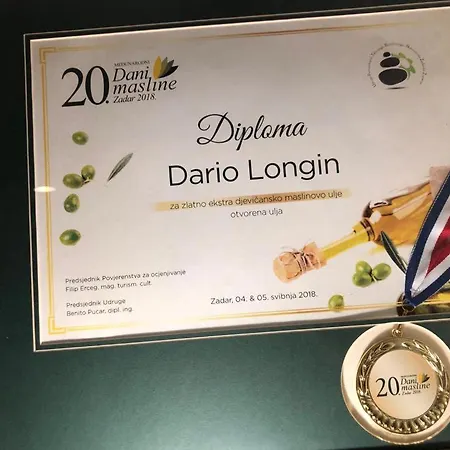 MEĐUNARODNI
20. Dani
masline
Zadar 2018.
Diploma
Dario Longin
za zlatno ekstra djevičansko maslinovo ulje
otvorena ulja
Predsjednik Povjerenstva za ocjenjivanje
Filip Erceg, mag. turism. cult.
Predsjednik Udruge
Benito Pucar, dipl. ing.
Zadar, 04. & 05. svibnja 2018.
20. Dani
masline
Zadar 2018.